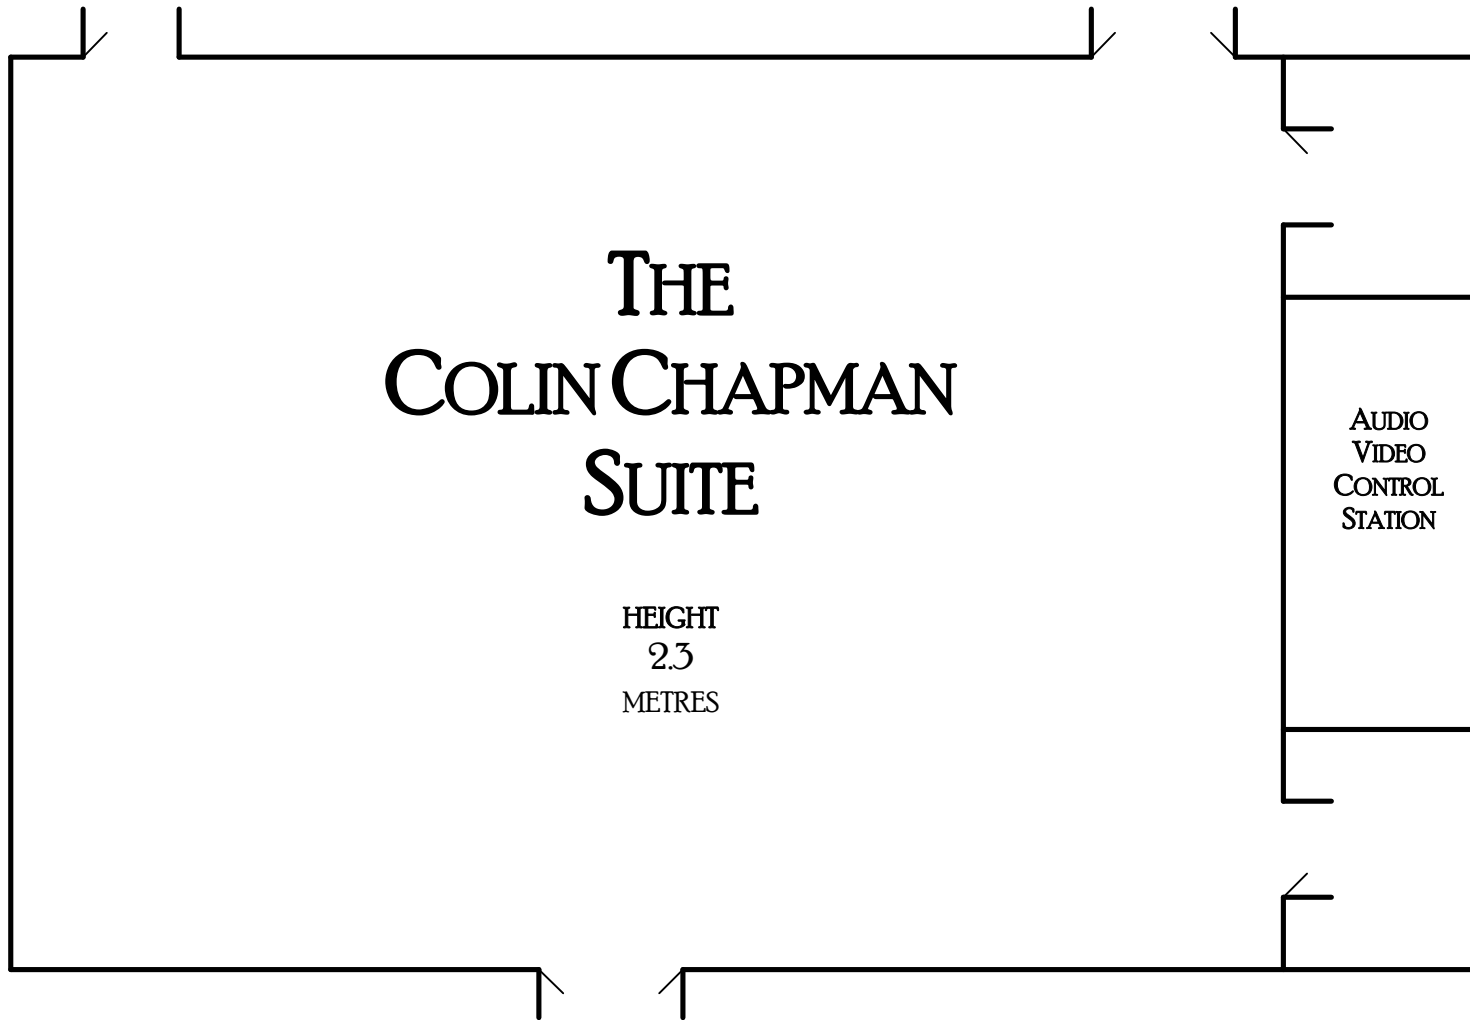 The
Colin Chapman
Suite
HEIGHT
2.3
METRES
Audio
Video
Control
Station